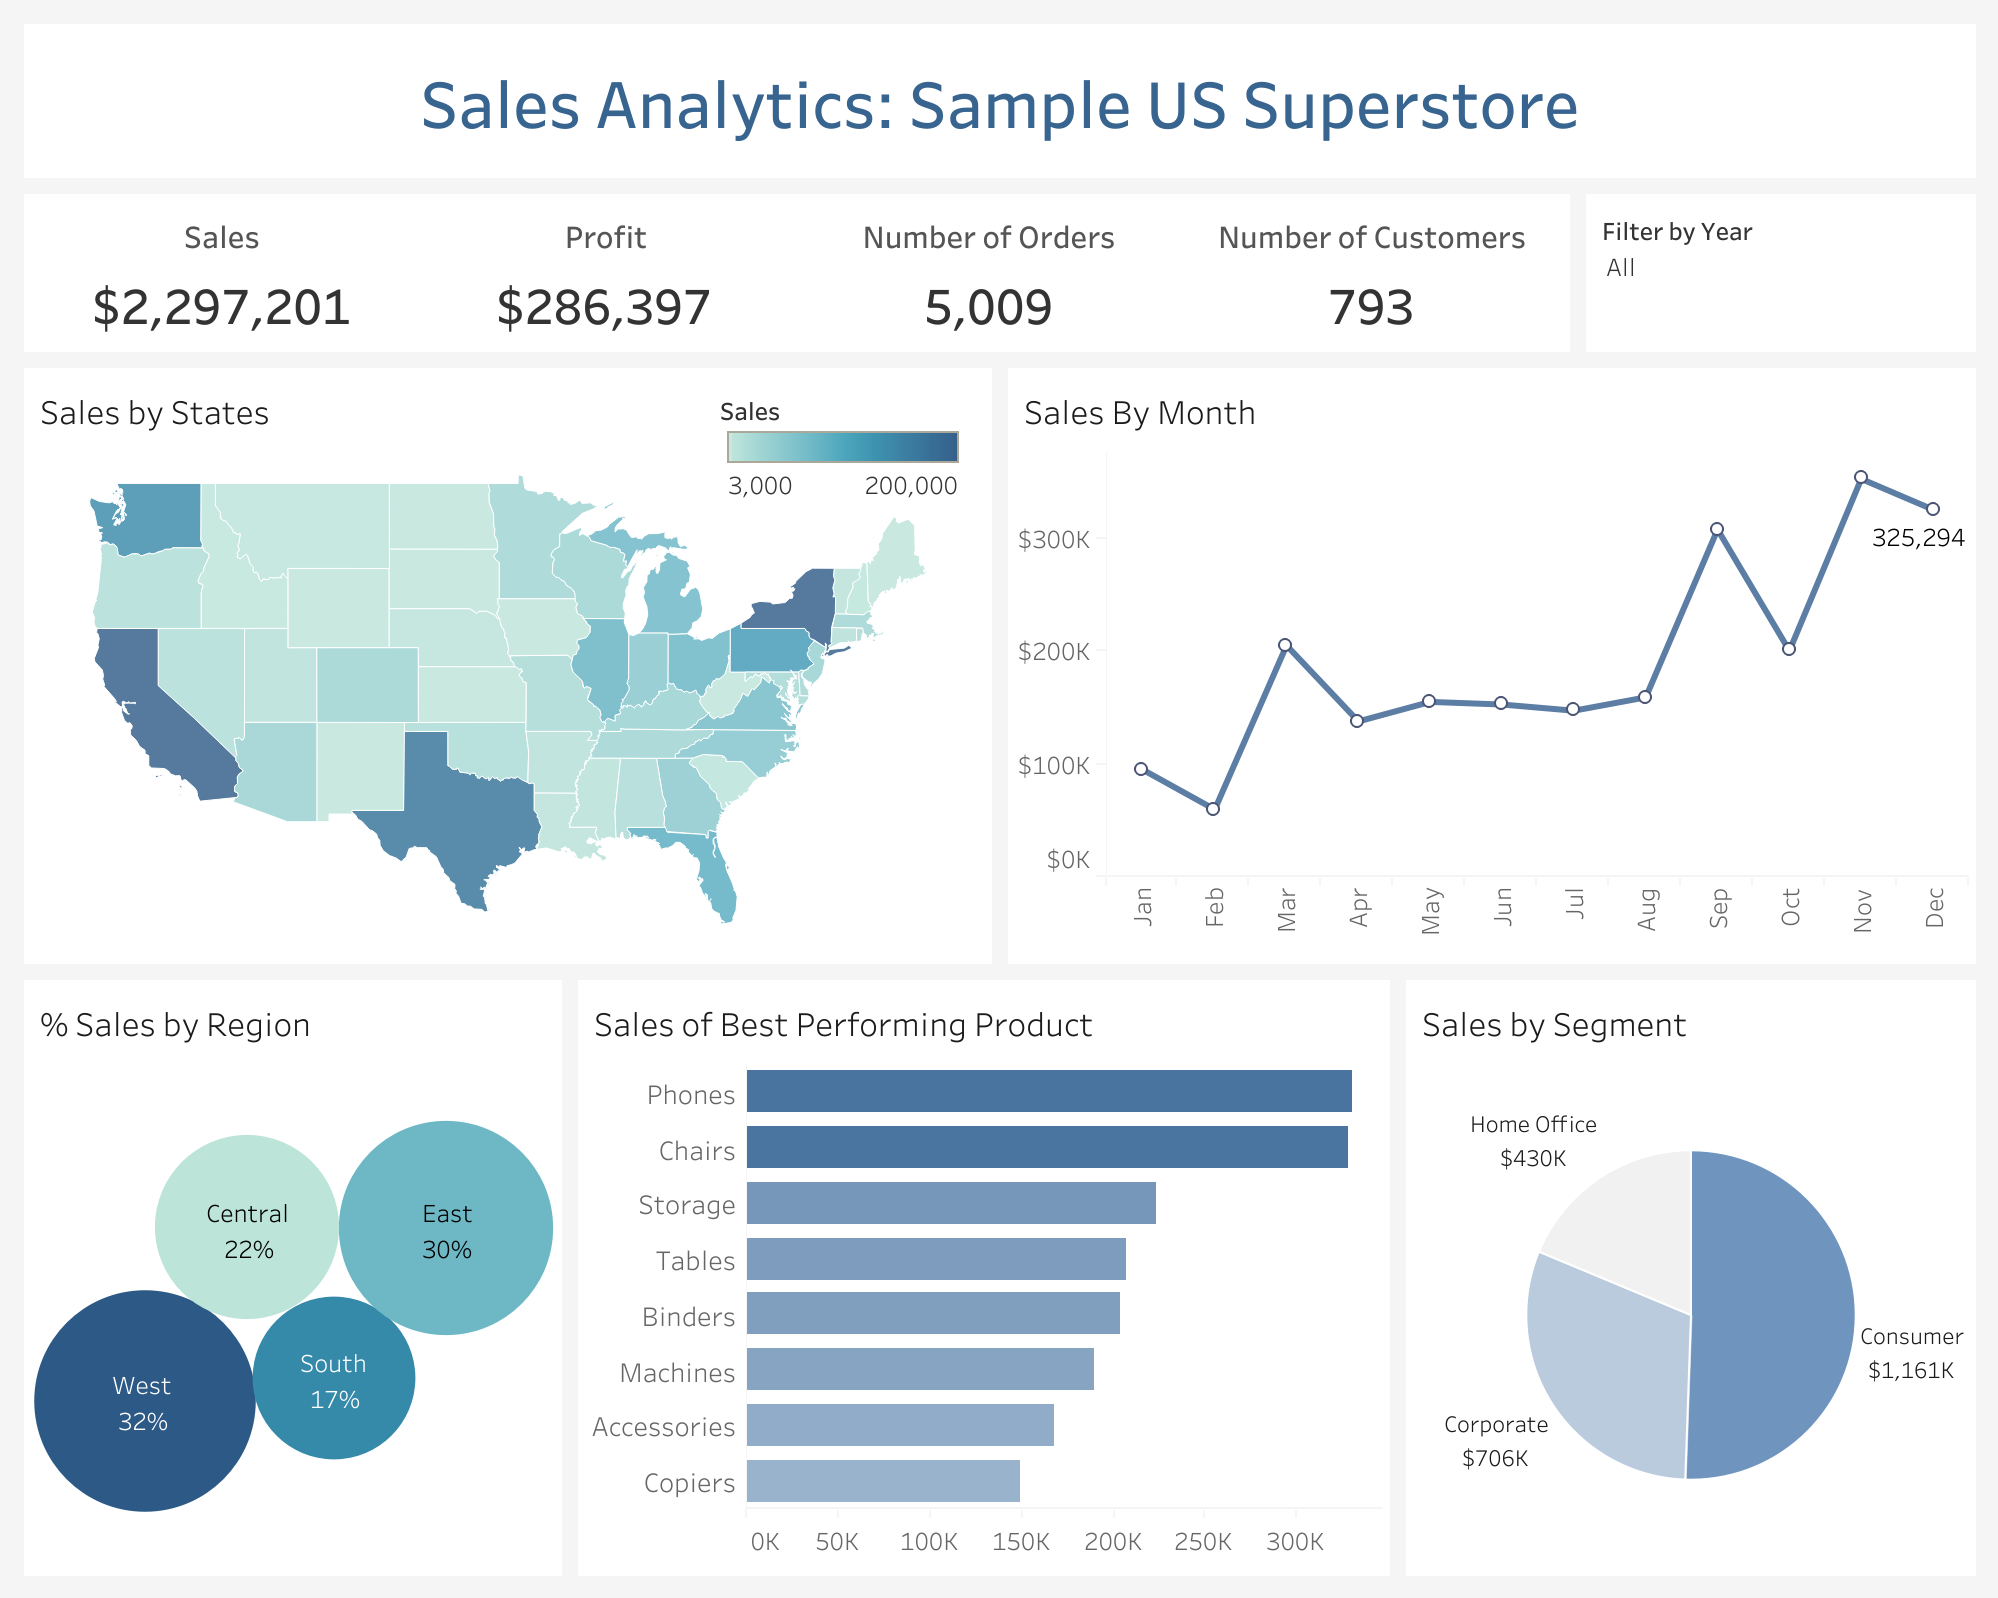 Sales Analytics: Sample US Superstore
Sales
Profit
Number of Orders
Number of Customers
$2,297,201
$286,397
5,009
793
Filter by Year
All
Sales by States
Sales
3,000
200,000
Sales By Month
$300K
$200K
$100K
$0K
325,294
Jan
Feb
Mar
Apr
May
Jun
Jul
Aug
Sep
Oct
Nov
Dec
% Sales by Region
Central
22%
East
30%
West
32%
South
17%
Sales of Best Performing Product
Phones
Chairs
Storage
Tables
Binders
Machines
Accessories
Copiers
0K
50K
100K
150K
200K
250K
300K
Sales by Segment
Home Office
$430K
Consumer
$1,161K
Corporate
$706K